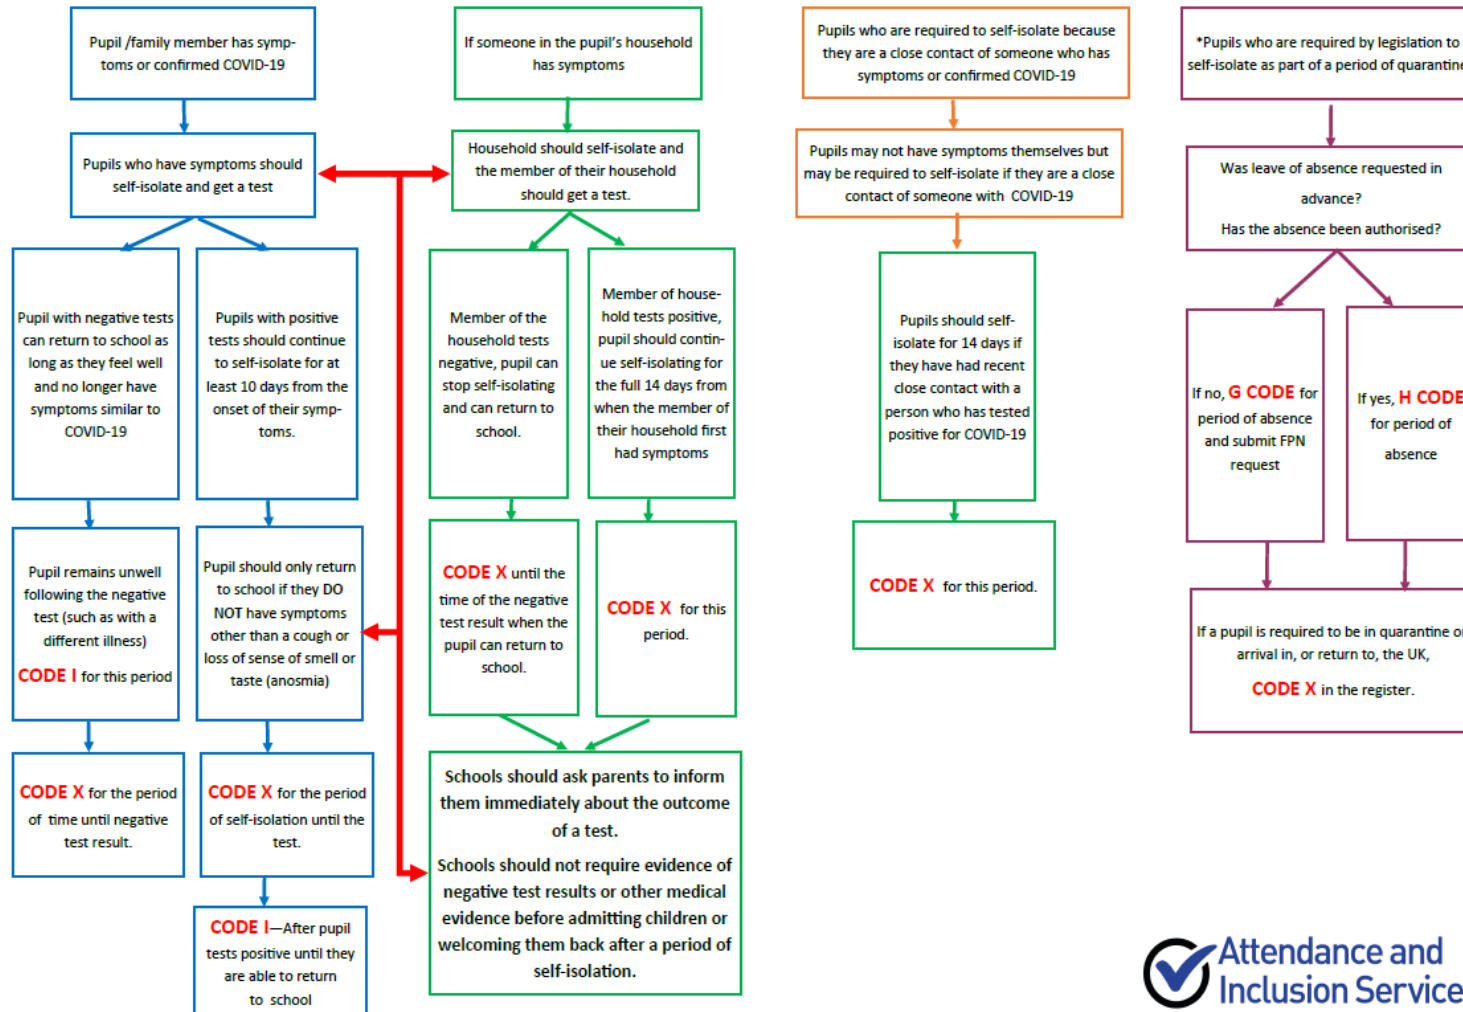 Pupil /family member has symp-
toms or confirmed COVID-19
Pupils who have symptoms should
self-isolate and get a test
Pupil with negative tests
can return to school as
long as they feel well
and no longer have
symptoms similar to
COVID-19
Pupils with positive
tests should continue
to self-isolate for at
least 10 days from the
onset of their symp-
toms.
Pupil remains unwell
following the negative
test (such as with a
different illness)
CODE I for this period
Pupil should only return
to school if they DO
NOT have symptoms
other than a cough or
loss of sense of smell or
taste (anosmia)
CODE X for the period
of time until negative
test result.
CODE X for the period
of self-isolation until the
test.
CODE I—After pupil
tests positive until they
are able to return
to school
If someone in the pupil's household
has symptoms
Household should self-isolate and
the member of their household
should get a test.
Member of the
household tests
negative, pupil can
stop self-isolating
and can return to
school.
Member of house-
hold tests positive,
pupil should contin-
ue self-isolating for
the full 14 days from
when the member of
their household first
had symptoms
CODE X until the
time of the negative
test result when the
pupil can return to
school.
CODE X for this
period.
Schools should ask parents to inform
them immediately about the outcome
of a test.
Schools should not require evidence of
negative test results or other medical
evidence before admitting children or
welcoming them back after a period of
self-isolation.
Pupils who are required to self-isolate because
they are a close contact of someone who has
symptoms or confirmed COVID-19
Pupils may not have symptoms themselves but
may be required to self-isolate if they are a close
contact of someone with COVID-19
Pupils should self-
isolate for 14 days if
they have had recent
close contact with a
person who has tested
positive for COVID-19
CODE X for this period.
*Pupils who are required by legislation to
self-isolate as part of a period of quarantine
Was leave of absence requested in
advance?
Has the absence been authorised?
If no, G CODE for
period of absence
and submit FPN
request
If yes, H CODE
for period of
absence
If a pupil is required to be in quarantine on
arrival in, or return to, the UK,
CODE X in the register.
Attendance and
Inclusion Service